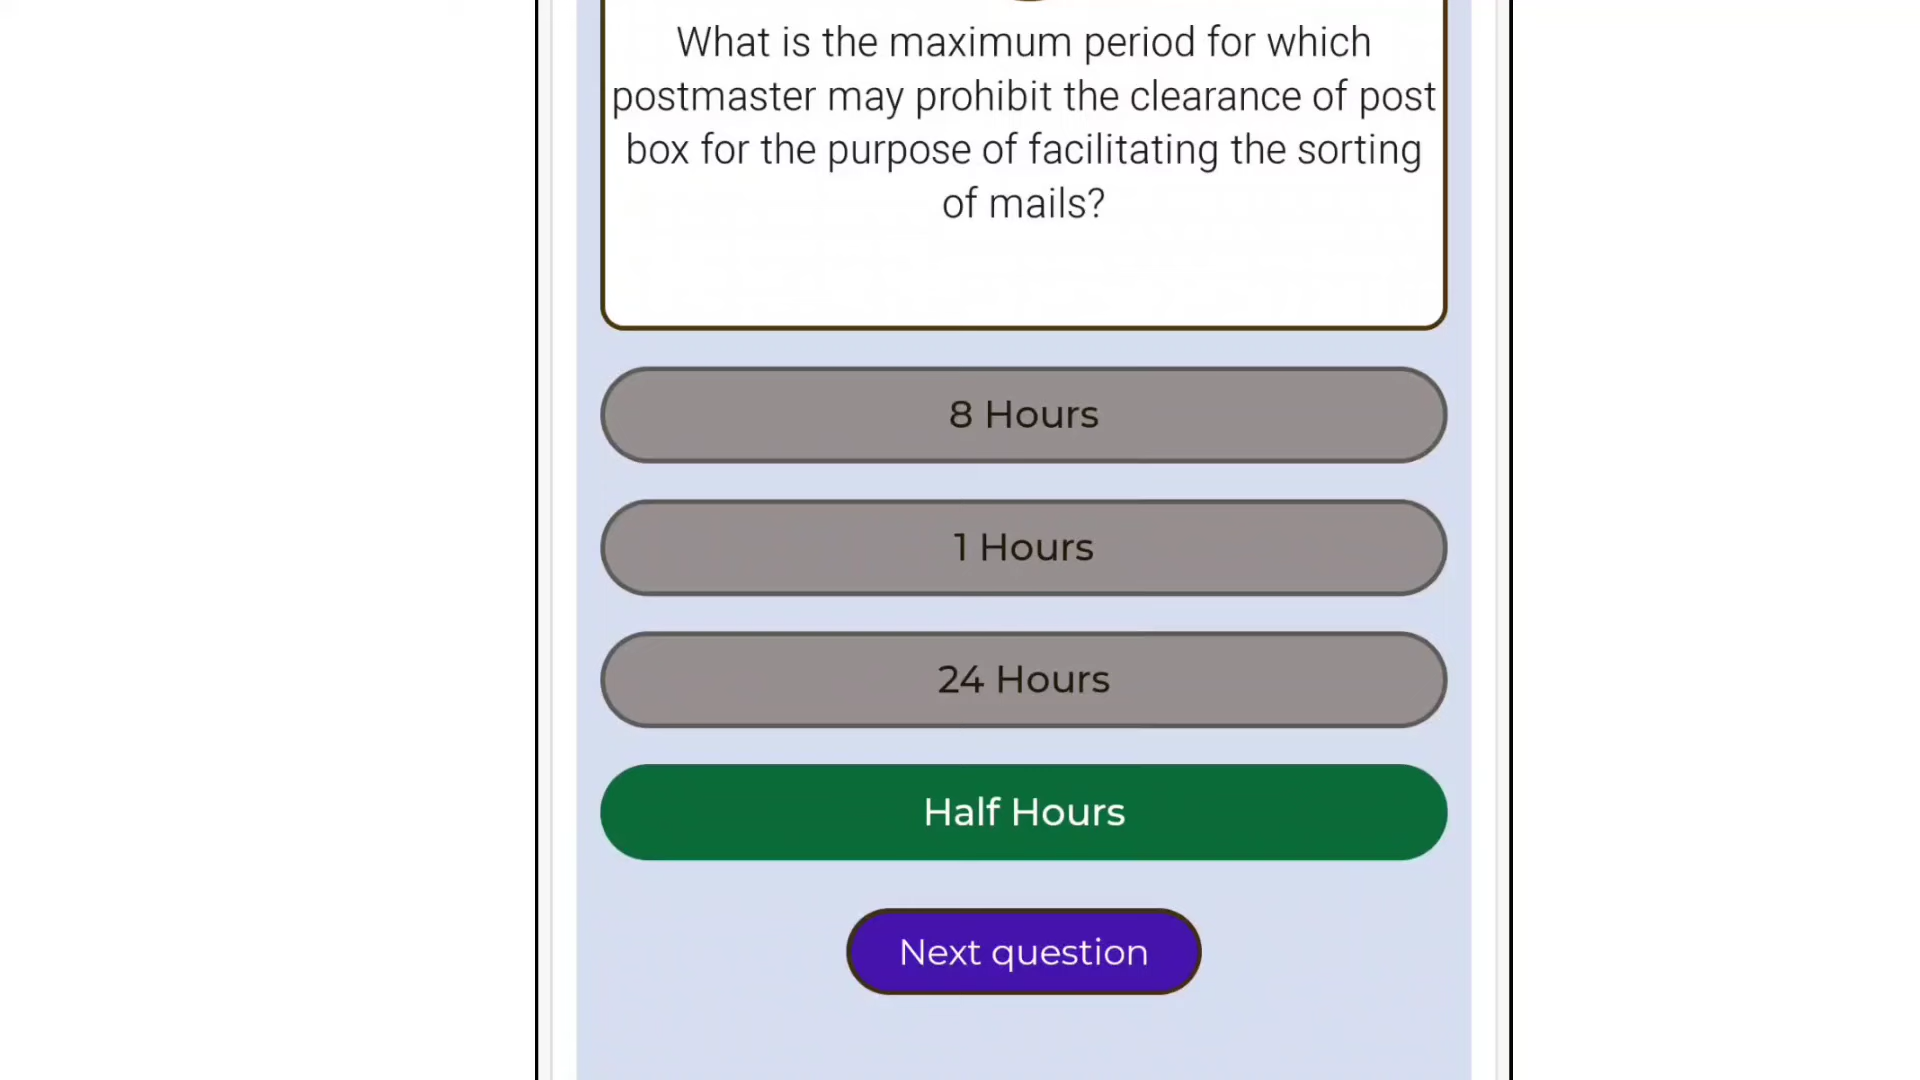 What is the maximum period for which
postmaster may prohibit the clearance of post
box for the purpose of facilitating the sorting
of mails?
8 Hours
1 Hours
24 Hours
Half Hours
Next question